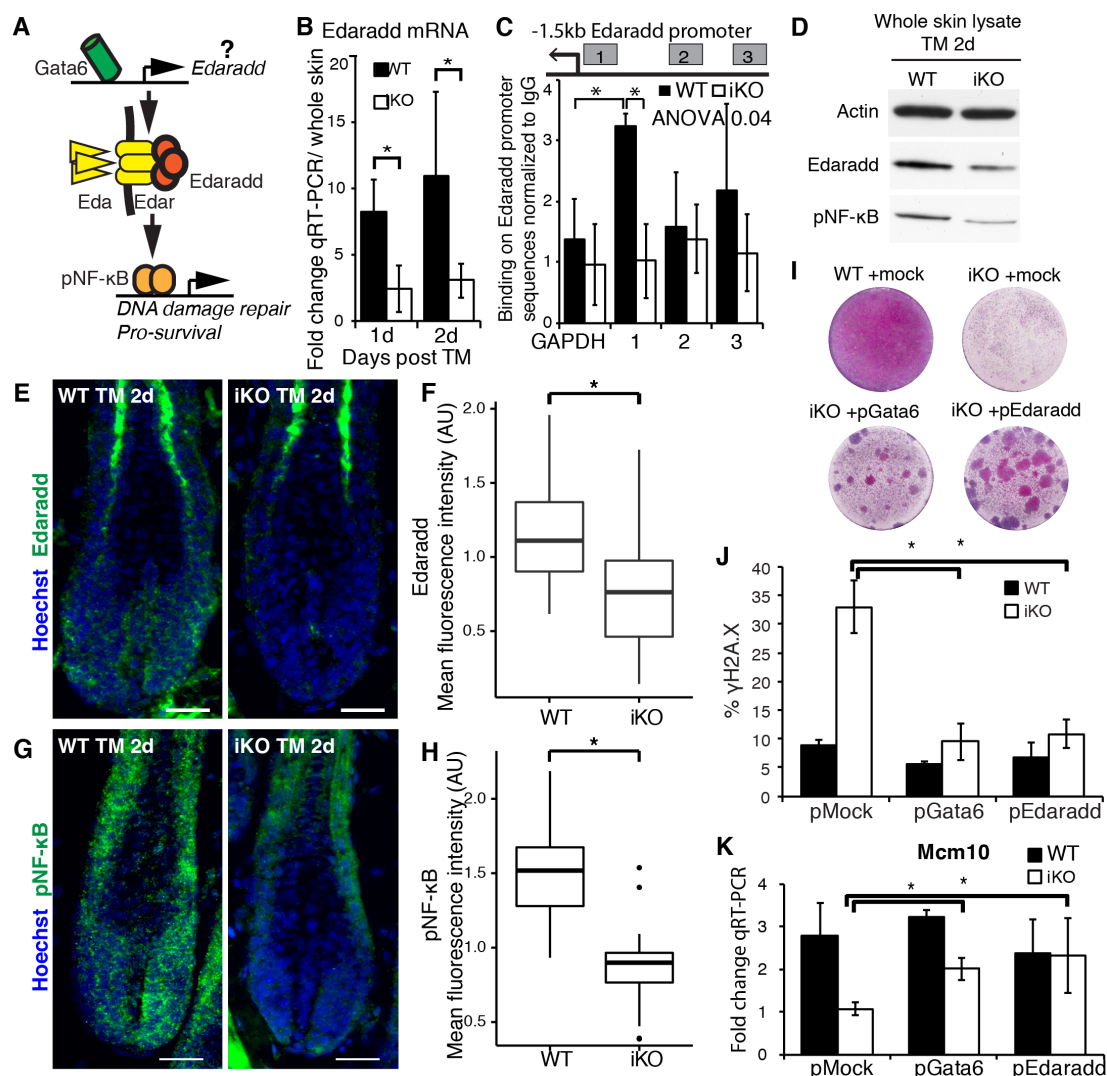 A
?
Gata6
Edaradd
Eda
Edar
Edaradd
pNF-κB
DNA damage repair
Pro-survival
B
Edaradd mRNA
Fold change qRT-PCR/ whole skin
20
15
10
5
0
WT
iKO
*
*
1d
2d
Days post TM
C
-1.5kb Edaradd promoter
1
2
3
Binding on Edaradd promoter
sequences normalized to IgG
4
3
2
1
0
WT
iKO
ANOVA 0.04
*
*
GAPDH
1
2
3
D
Whole skin lysate
TM 2d
WT
iKO
Actin
Edaradd
pNF-κB
E
Hoechst Edaradd
WT TM 2d
iKO TM 2d
F
Edaradd
Mean fluorescence intensity (AU)
2.0
1.5
1.0
0.5
*
WT
iKO
G
Hoechst pNF-κB
WT TM 2d
iKO TM 2d
H
pNF-κB
Mean fluorescence intensity (AU)
2.0
1.5
1.0
0.5
*
WT
iKO
I
WT +mock
iKO +mock
iKO +pGata6
iKO +pEdaradd
J
% γH2A.X
40
35
30
25
20
15
10
5
0
*
*
WT
iKO
pMock
pGata6
pEdaradd
K
Mcm10
Fold change qRT-PCR
4
3
2
1
0
WT
iKO
*
*
pMock
pGata6
pEdaradd